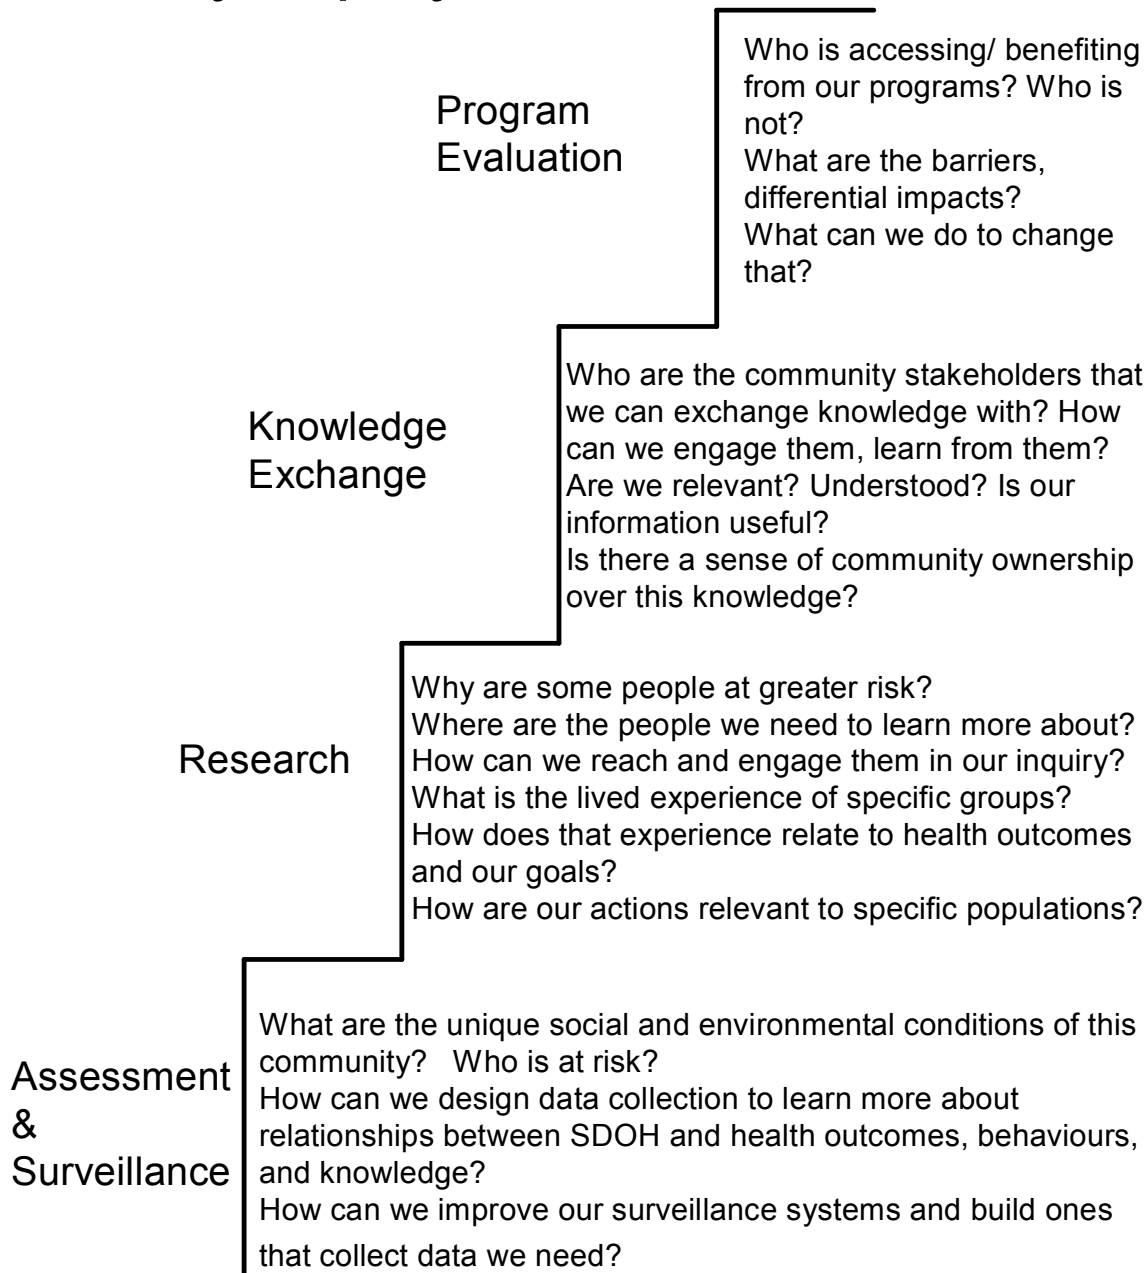 Who is accessing/ benefiting
from our programs? Who is
not?
What are the barriers,
differential impacts?
What can we do to change
that?
Program
Evaluation
Who are the community stakeholders that
we can exchange knowledge with? How
can we engage them, learn from them?
Are we relevant? Understood? Is our
information useful?
Is there a sense of community ownership
over this knowledge?
Knowledge
Exchange
Why are some people at greater risk?
Where are the people we need to learn more about?
How can we reach and engage them in our inquiry?
What is the lived experience of specific groups?
How does that experience relate to health outcomes
and our goals?
How are our actions relevant to specific populations?
Research
What are the unique social and environmental conditions of this
community?   Who is at risk?
How can we design data collection to learn more about
relationships between SDOH and health outcomes, behaviours,
and knowledge?
How can we improve our surveillance systems and build ones
that collect data we need?
Assessment
&
Surveillance